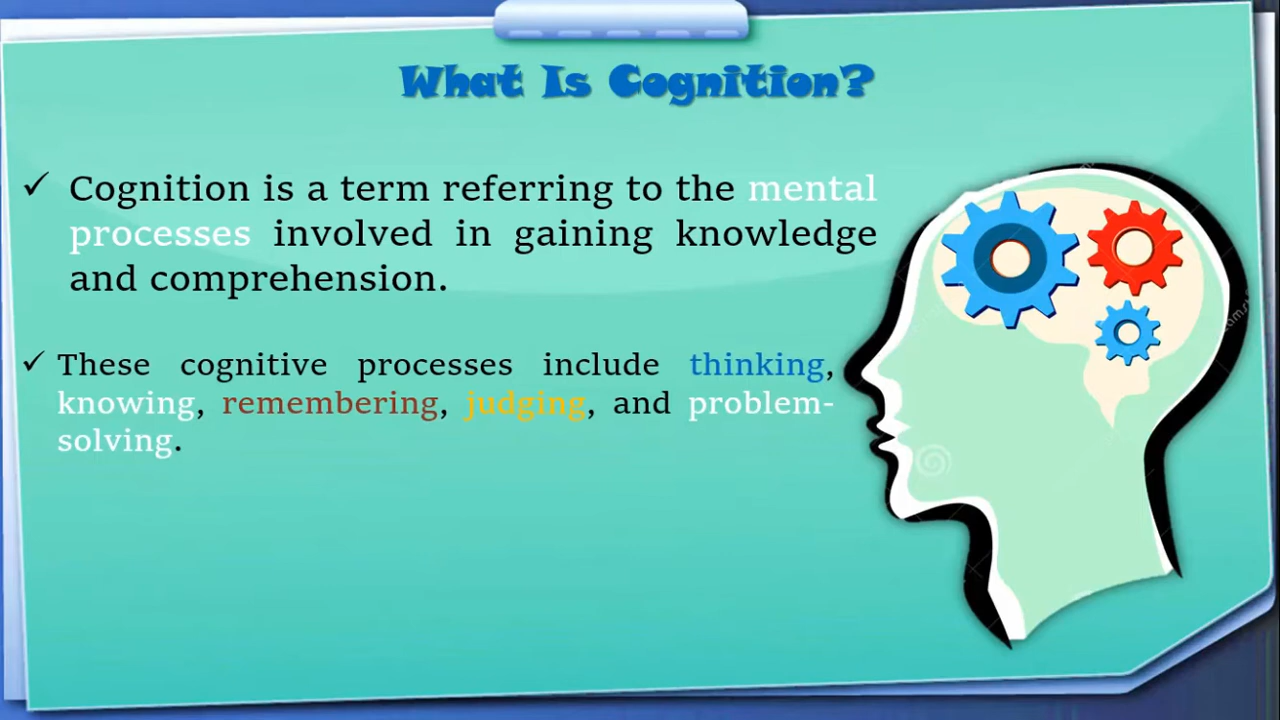 What Is Cognition?
✓ Cognition is a term referring to the mental
processes involved in gaining knowledge
and comprehension.
✓ These cognitive processes include thinking,
knowing, remembering, judging, and problem-
solving.